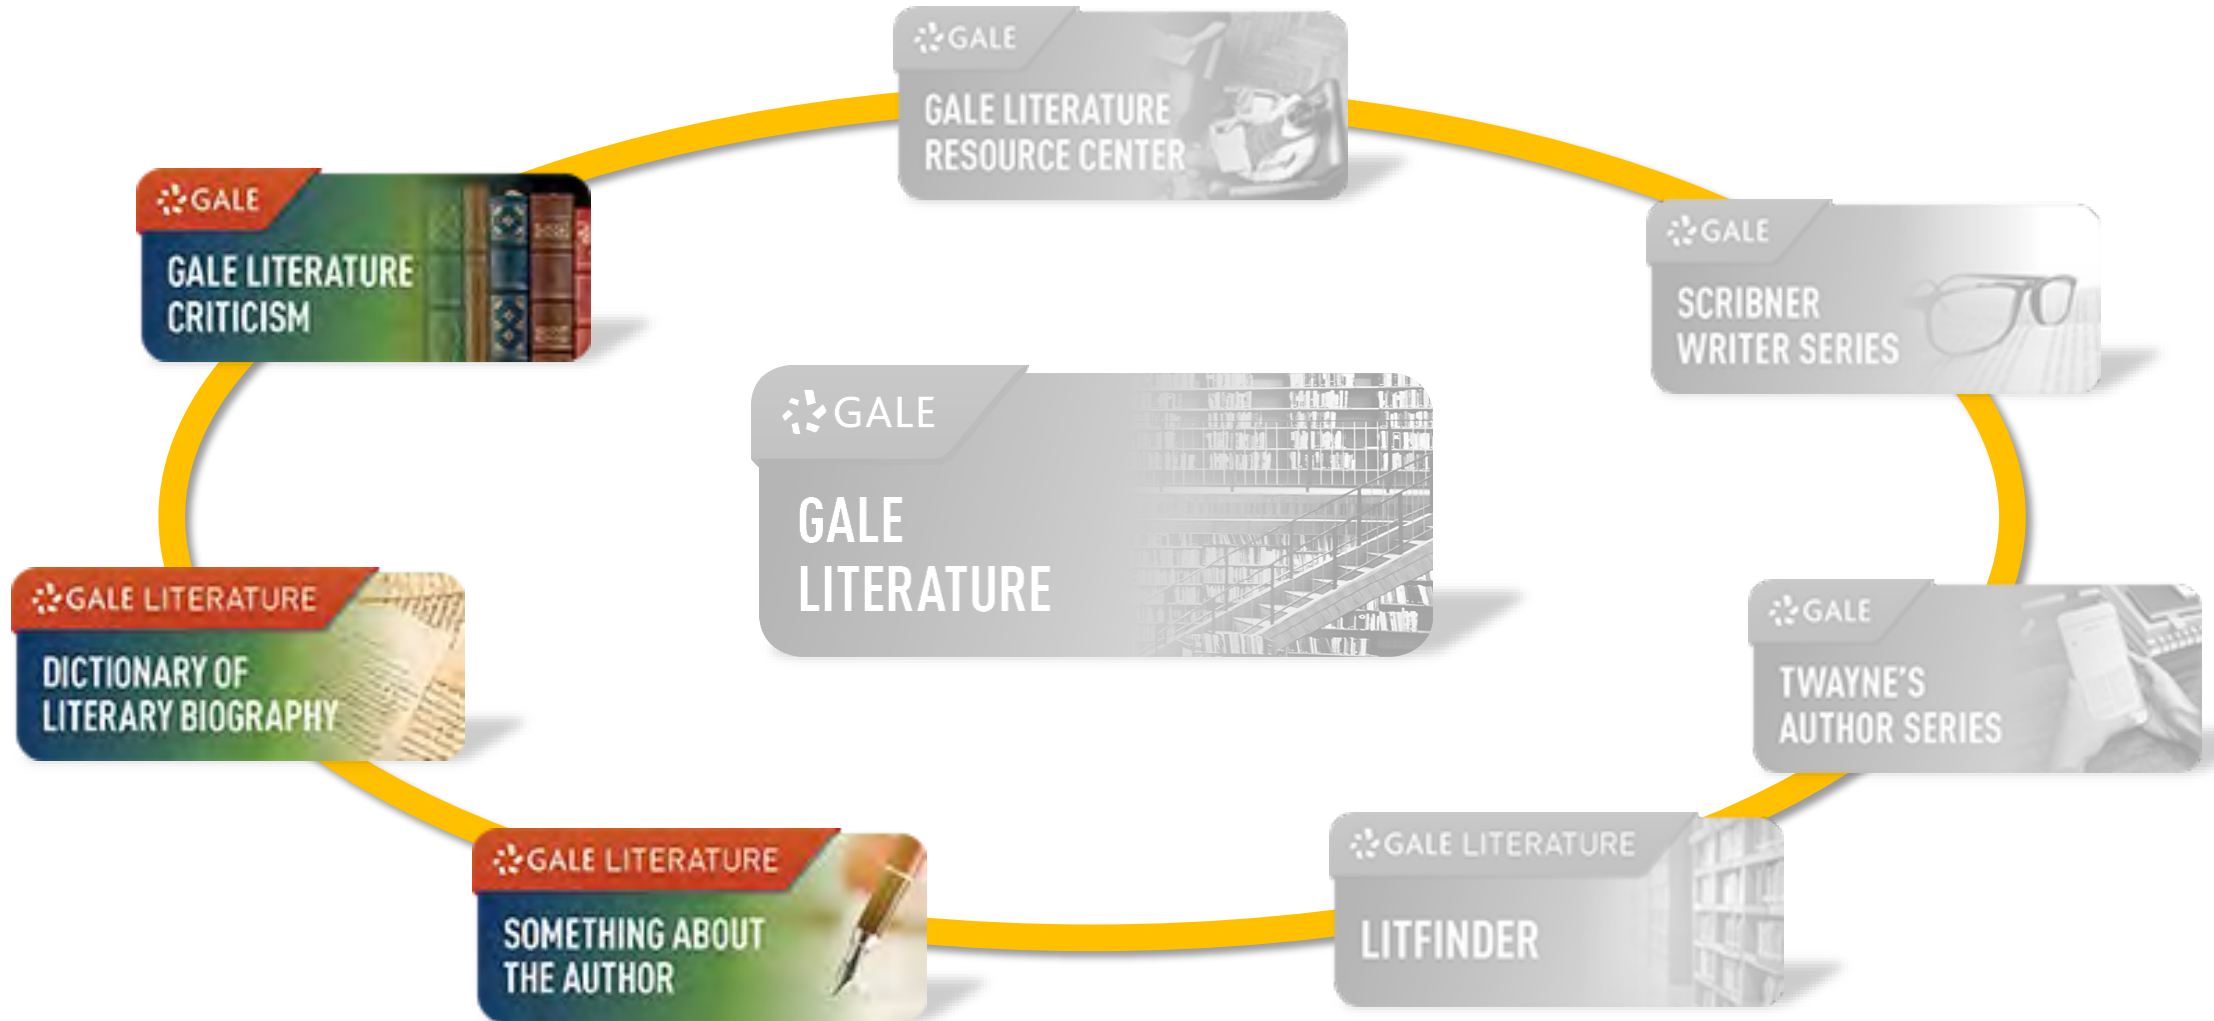 GALE
GALE LITERATURE
RESOURCE CENTER
GALE
GALE LITERATURE
CRITICISM
GALE
SCRIBNER
WRITER SERIES
GALE
GALE
LITERATURE
GALE LITERATURE
DICTIONARY OF
LITERARY BIOGRAPHY
GALE
TWAYNE'S
AUTHOR SERIES
GALE LITERATURE
SOMETHING ABOUT
THE AUTHOR
GALE LITERATURE
LITFINDER